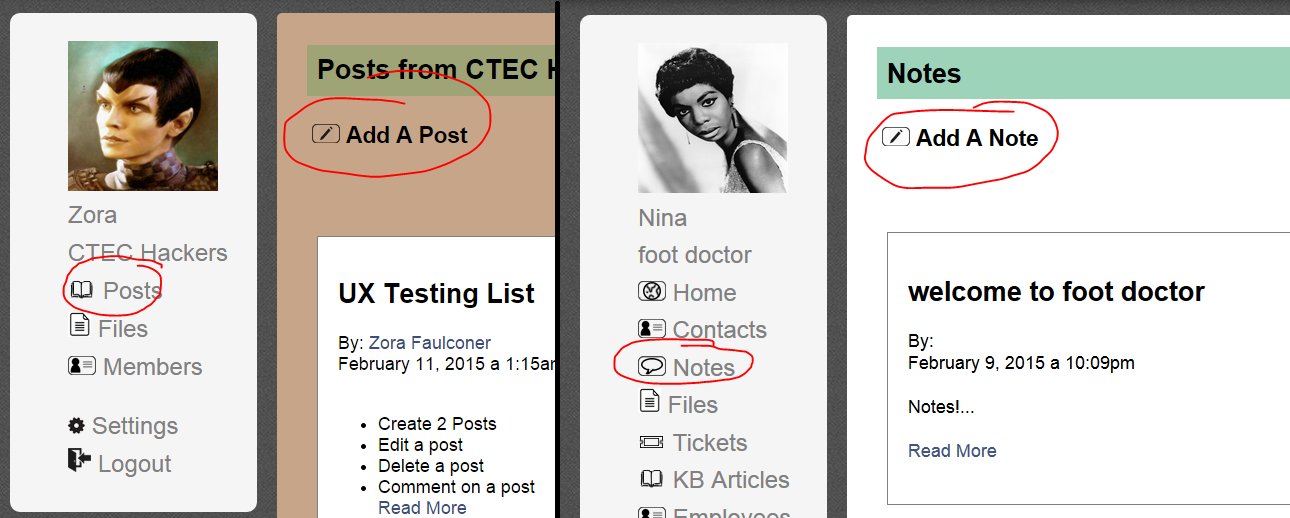 Zora
CTEC Hackers
Posts
Files
Members
Settings
Logout
Posts from CTEC
Add A Post
UX Testing List
By: Zora Faulconer
February 11, 2015 a 1:15am
Create 2 Posts
Edit a post
Delete a post
Comment on a post
Read More
Nina
foot doctor
Home
Contacts
Notes
Files
Tickets
KB Articles
Employees
Notes
Add A Note
welcome to foot doctor
By:
February 9, 2015 a 10:09pm
Notes!...
Read More